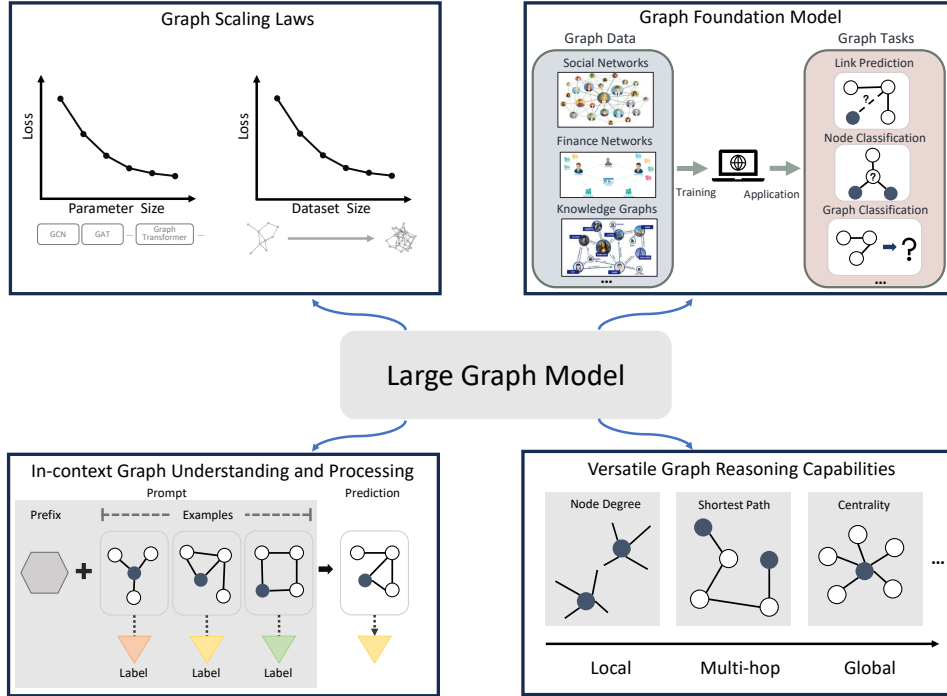 Graph Scaling Laws
Loss
Parameter Size
GCN
GAT
...
Graph
Transformer
...
Loss
Dataset Size
Graph Foundation Model
Graph Data
Social Networks
Finance Networks
Knowledge Graphs
...
Training
Application
Graph Tasks
Link Prediction
?
Node Classification
?
Graph Classification
?
...
Large Graph Model
In-context Graph Understanding and Processing
Prompt
Prediction
Prefix
Examples
+
Label
Label
Label
Versatile Graph Reasoning Capabilities
Node Degree
Shortest Path
Centrality
...
Local
Multi-hop
Global